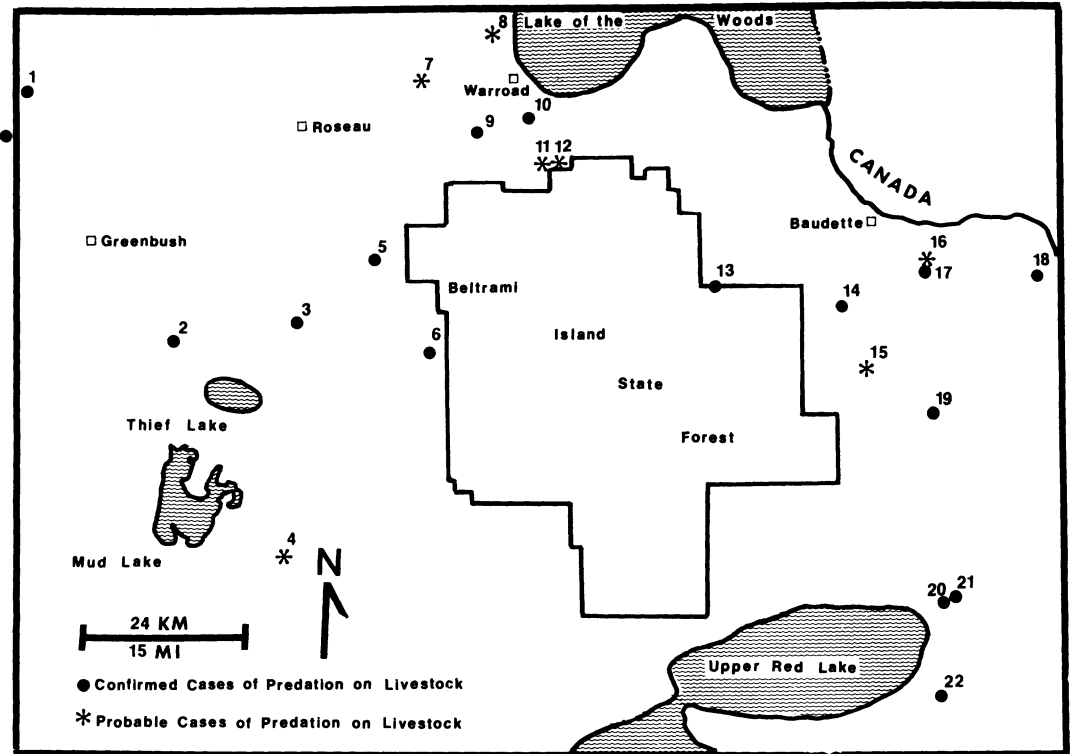 8
Lake of the Woods
7
1
Warroad
10
9
Roseau
11 12
CANADA
Baudette
Greenbush
5
16
17
18
13
Beltrami
14
3
2
6
Island
15
State
19
Thief Lake
Forest
4
N
Mud Lake
20 21
24 KM
15 MI
Upper Red Lake
22
Confirmed Cases of Predation on Livestock
Probable Cases of Predation on Livestock